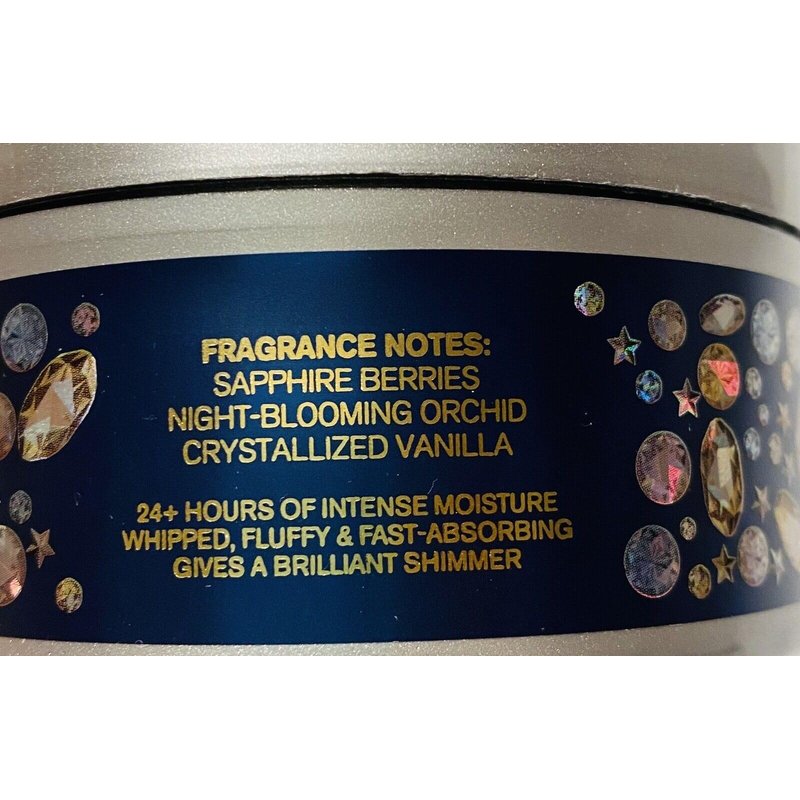 FRAGRANCE NOTES:
SAPPHIRE BERRIES
NIGHT-BLOOMING ORCHID
CRYSTALLIZED VANILLA
24+ HOURS OF INTENSE MOISTURE
WHIPPED, FLUFFY & FAST-ABSORBING
GIVES A BRILLIANT SHIMMER